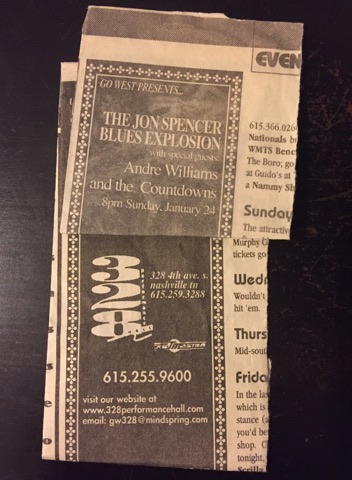 EVEN
GO WEST PRESENTS...
THE JON SPENCER
BLUES EXPLOSION
with special guests:
Andre Williams
and the Countdowns
8pm Sunday, January 24
615.366.026
Nationals b
WMTS Benc
The Boro; go
at Guido's at
a Nammy Sh
Sunday
The attractiv
Murphy C
tickets go
328
328 4th ave. s.
nashville tn
615.259.3288
615.255.9600
visit our website at
www.328performancehall.com
email: gw328@mindspring.com
Wedn
Wouldn't
hit 'em.
Thurs
Mid-sout
Frida
In the las
which is
stance (a
you'd be
shop. C
tonight,